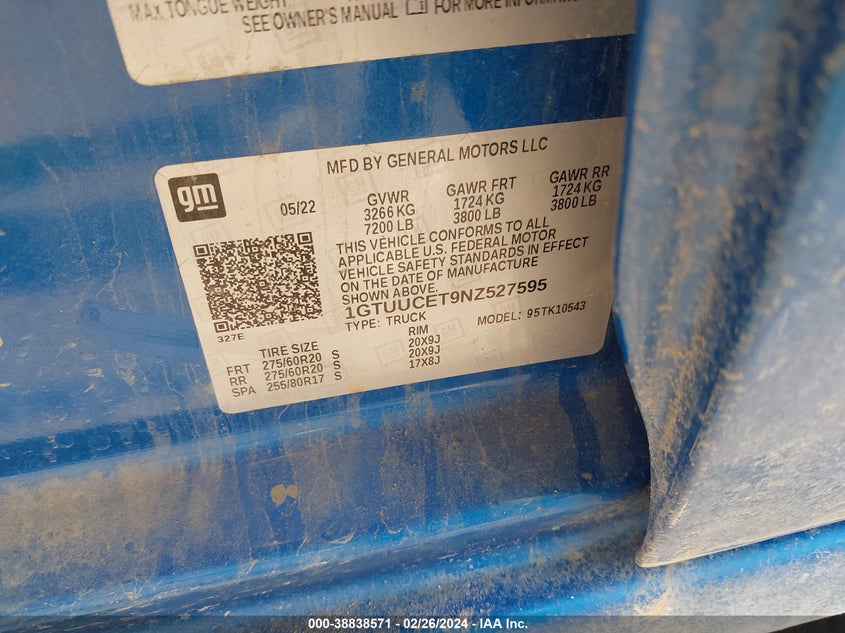 MAX TONGUE WEIGHT:
SEE OWNER'S MANUAL i FOR MORE INFORMATION
MFD BY GENERAL MOTORS LLC
gm
05/22
GVWR GAWR FRT GAWR RR
3266 KG 1724 KG 1724 KG
7200 LB 3800 LB 3800 LB
THIS VEHICLE CONFORMS TO ALL
APPLICABLE U.S. FEDERAL MOTOR
VEHICLE SAFETY STANDARDS IN EFFECT
ON THE DATE OF MANUFACTURE
SHOWN ABOVE.
1GTUUCET9NZ527595
TYPE: TRUCK MODEL: 95TK10543
327E
TIRE SIZE RIM
FRT 275/60R20 S 20X9J
RR 275/60R20 S 20X9J
SPA 255/80R17 S 17X8J
000-38838571 - 02/26/2024 - IAA Inc.